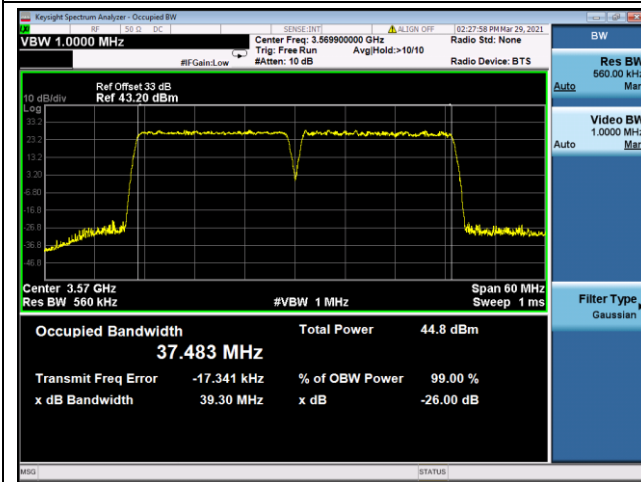 Keysight Spectrum Analyzer - Occupied BW
RF 50 Ω DC SENSE:INT ALIGN OFF 02:27:58 PM Mar 29, 2021
VBW 1.0000 MHz Center Freq: 3.569900000 GHz Radio Std: None
Trig: Free Run Avg|Hold:>10/10
#IFGain:Low #Atten: 10 dB Radio Device: BTS
BW
Res BW
560.00 kHz
Auto Man
Video BW
1.0000 MHz
Auto Man
Filter Type
Gaussian
Ref Offset 33 dB
10 dB/div Ref 43.20 dBm
Log
33.2
23.2
13.2
3.20
-6.80
-16.8
-26.8
-36.8
-46.8
Center 3.57 GHz Span 60 MHz
Res BW 560 kHz #VBW 1 MHz Sweep 1 ms
Occupied Bandwidth Total Power 44.8 dBm
37.483 MHz
Transmit Freq Error -17.341 kHz % of OBW Power 99.00 %
x dB Bandwidth 39.30 MHz x dB -26.00 dB
MSG STATUS